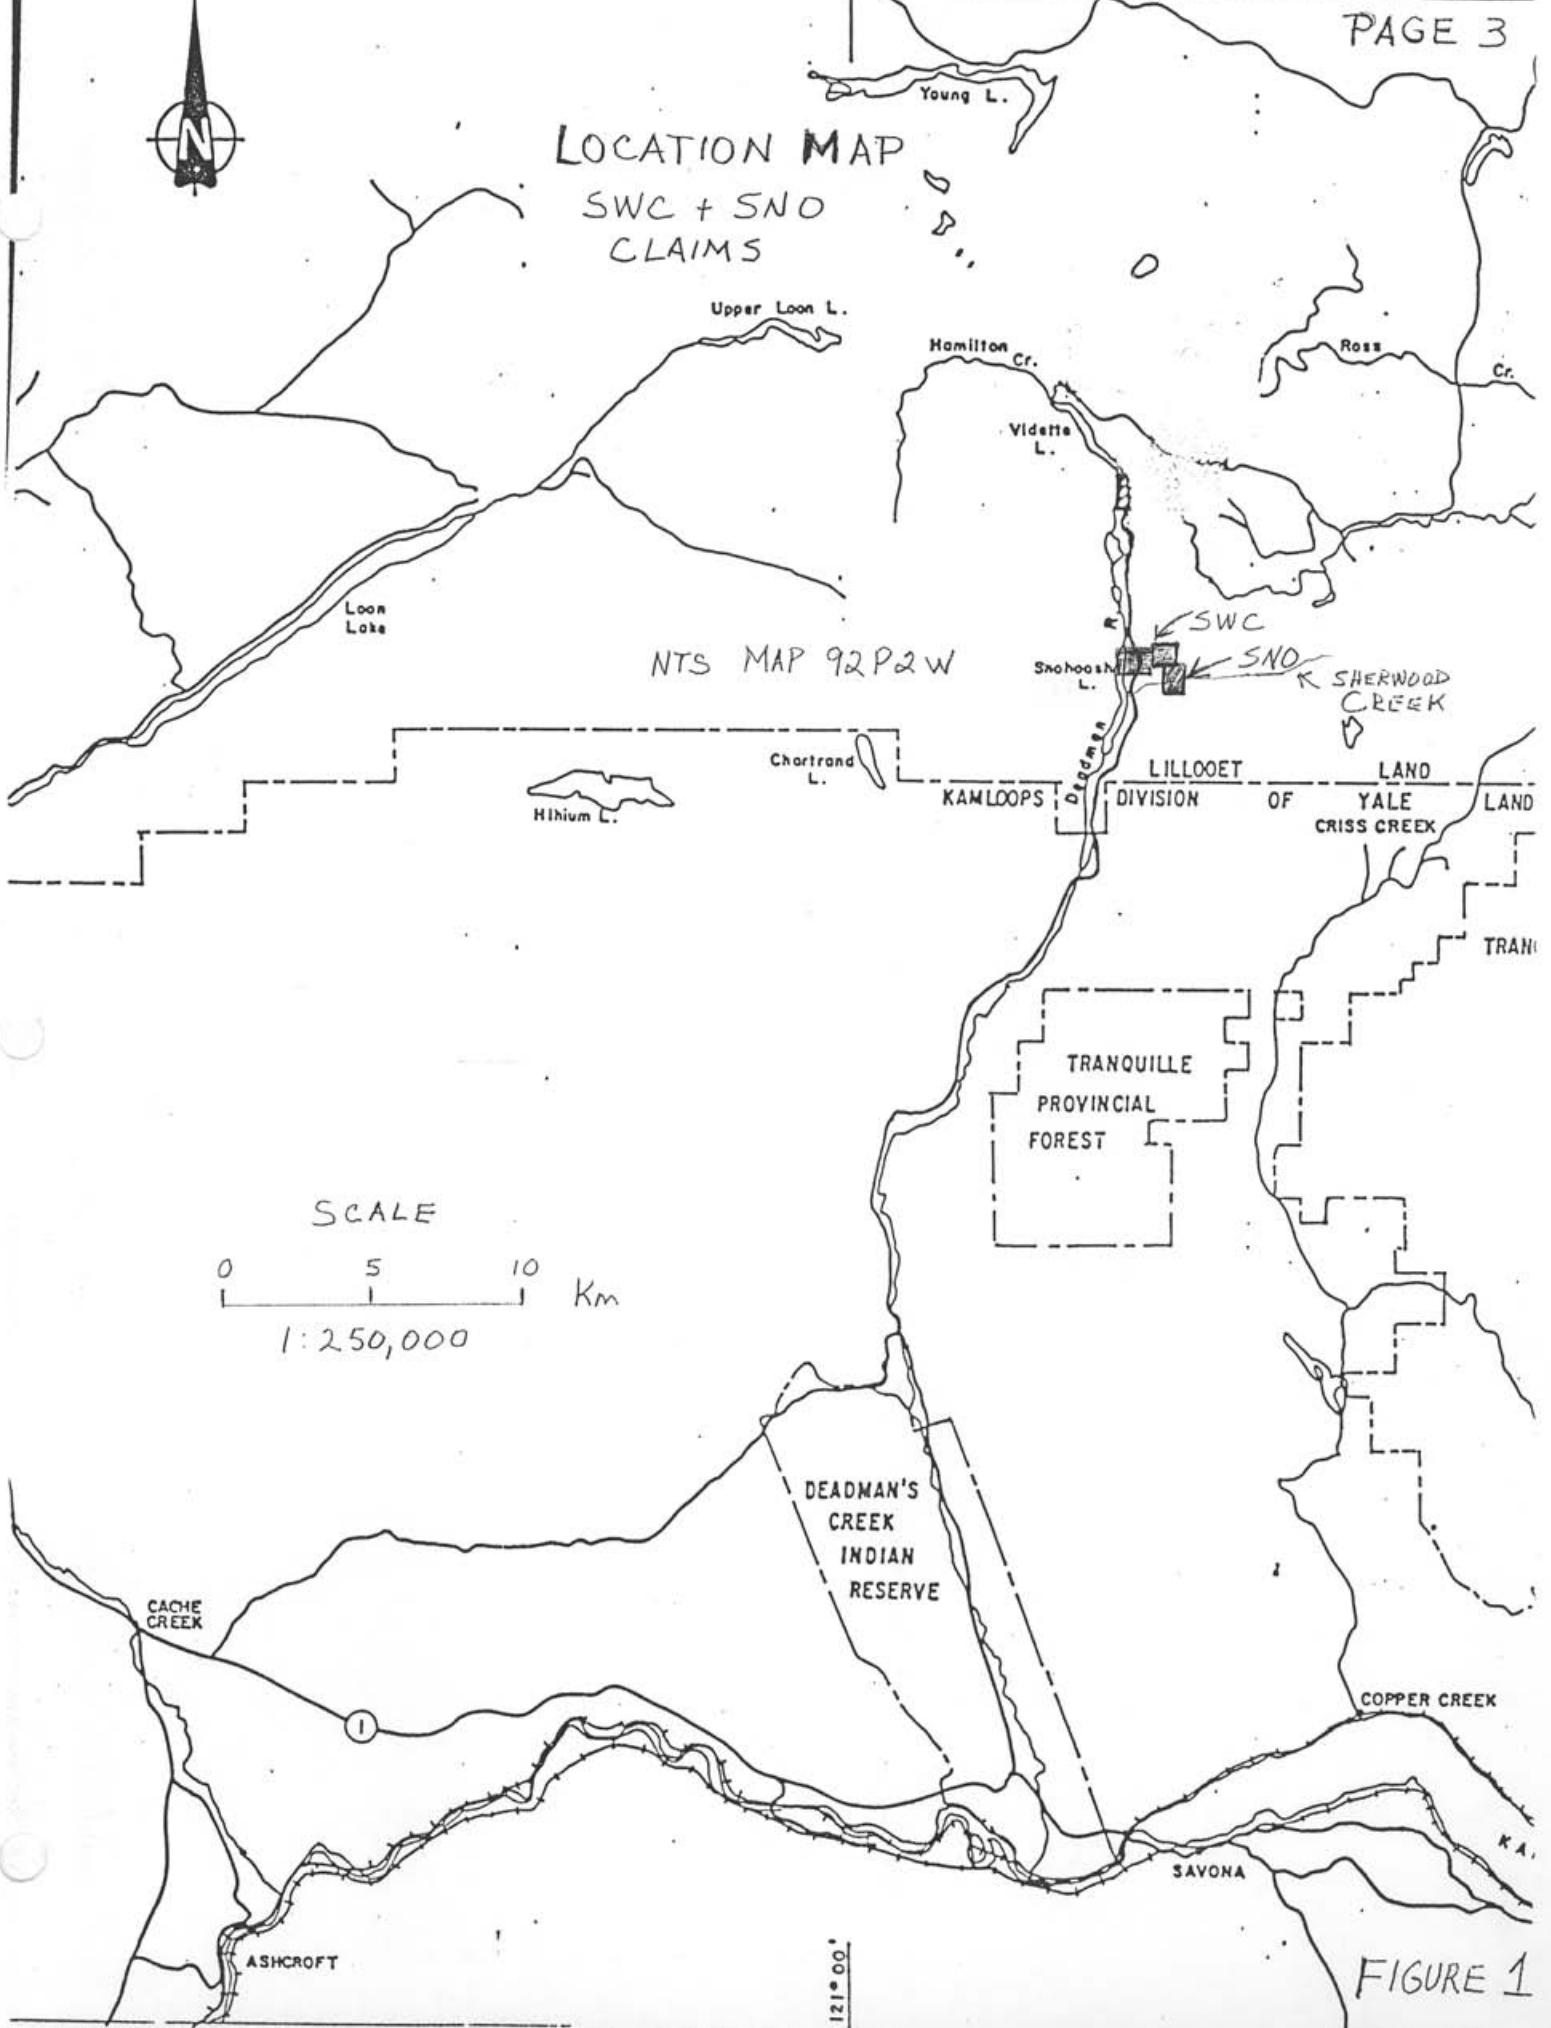 PAGE 3
Young L.
N
LOCATION MAP
SWC + SNO
CLAIMS
Upper Loon L.
Hamilton
Cr.
Ross
Cr.
Vidette
L.
Loon
Lake
R.
SWC
NTS MAP 92P2W
Snohoosh
L.
SNO
SHERWOOD
CREEK
Deadman
Chartrand
L.
Hihium L.
LILLOOET LAND
KAMLOOPS DIVISION OF YALE LAND
CRISS CREEK
TRAN
TRANQUILLE
PROVINCIAL
FOREST
SCALE
0 5 10
Km
1:250,000
DEADMAN'S
CREEK
INDIAN
RESERVE
CACHE
CREEK
1
COPPER CREEK
KA
SAVONA
ASHCROFT
121°00'
FIGURE 1